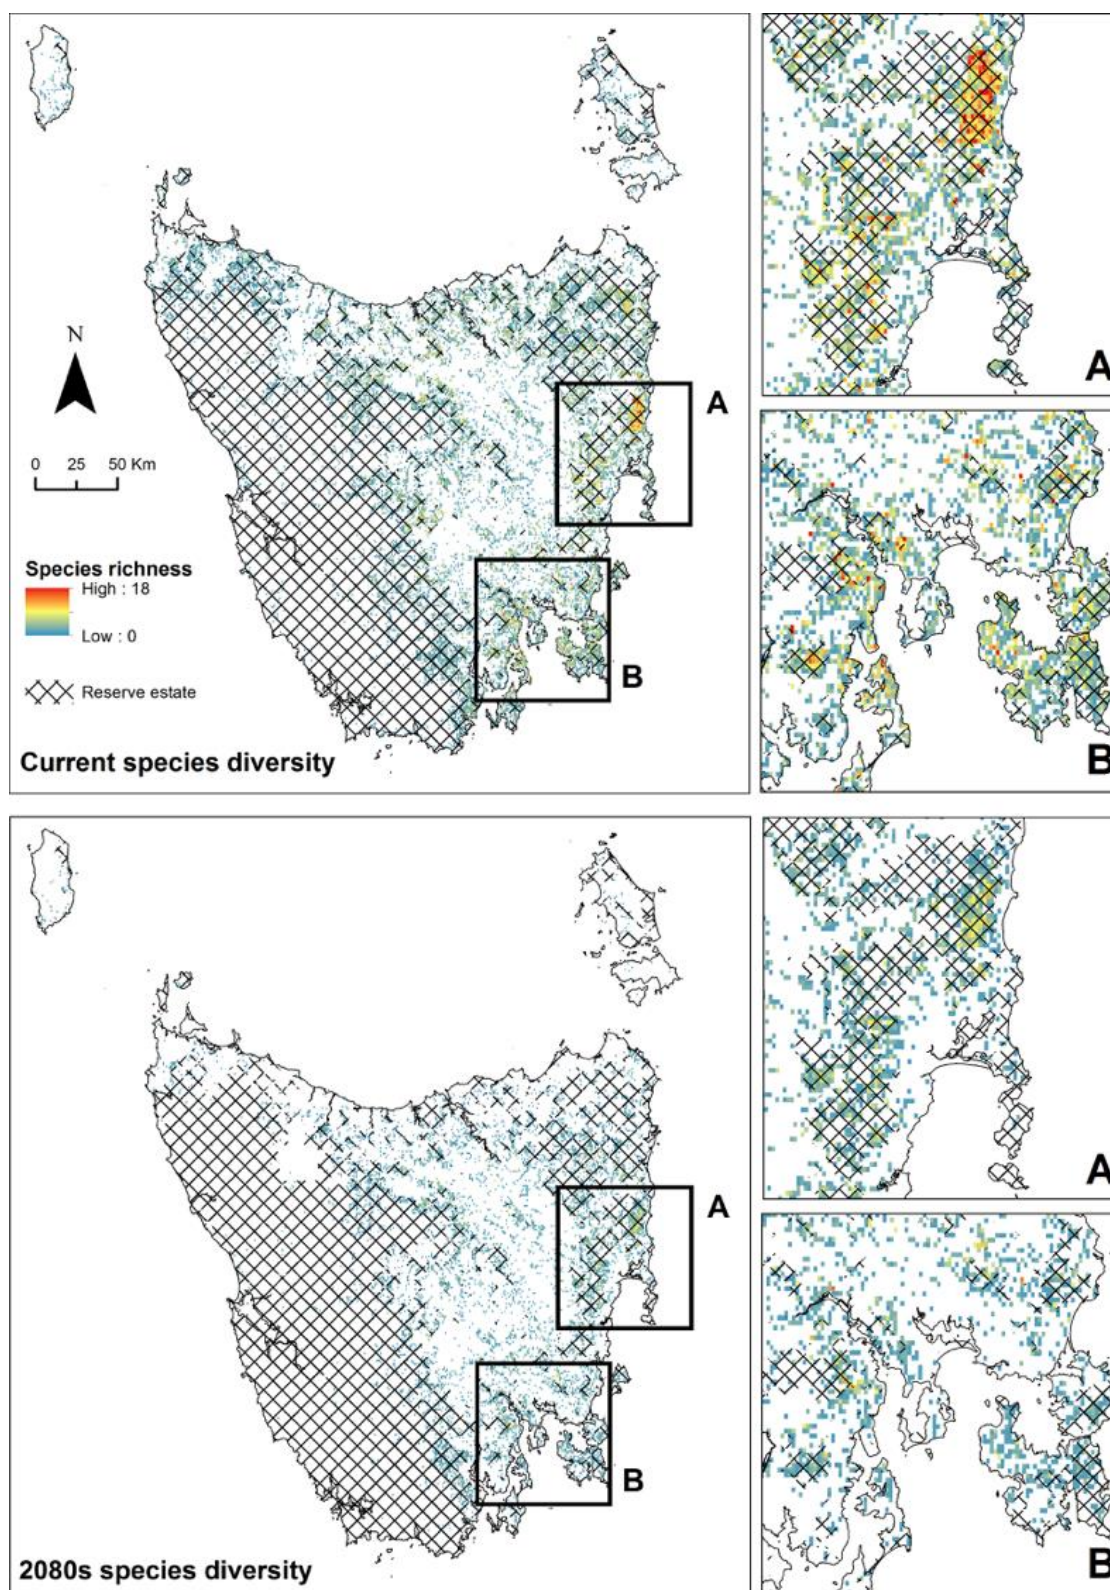 N
0 25 50 Km
Species richness
High : 18
Low : 0
Reserve estate
A
B
Current species diversity
A
B
A
B
2080s species diversity
A
B